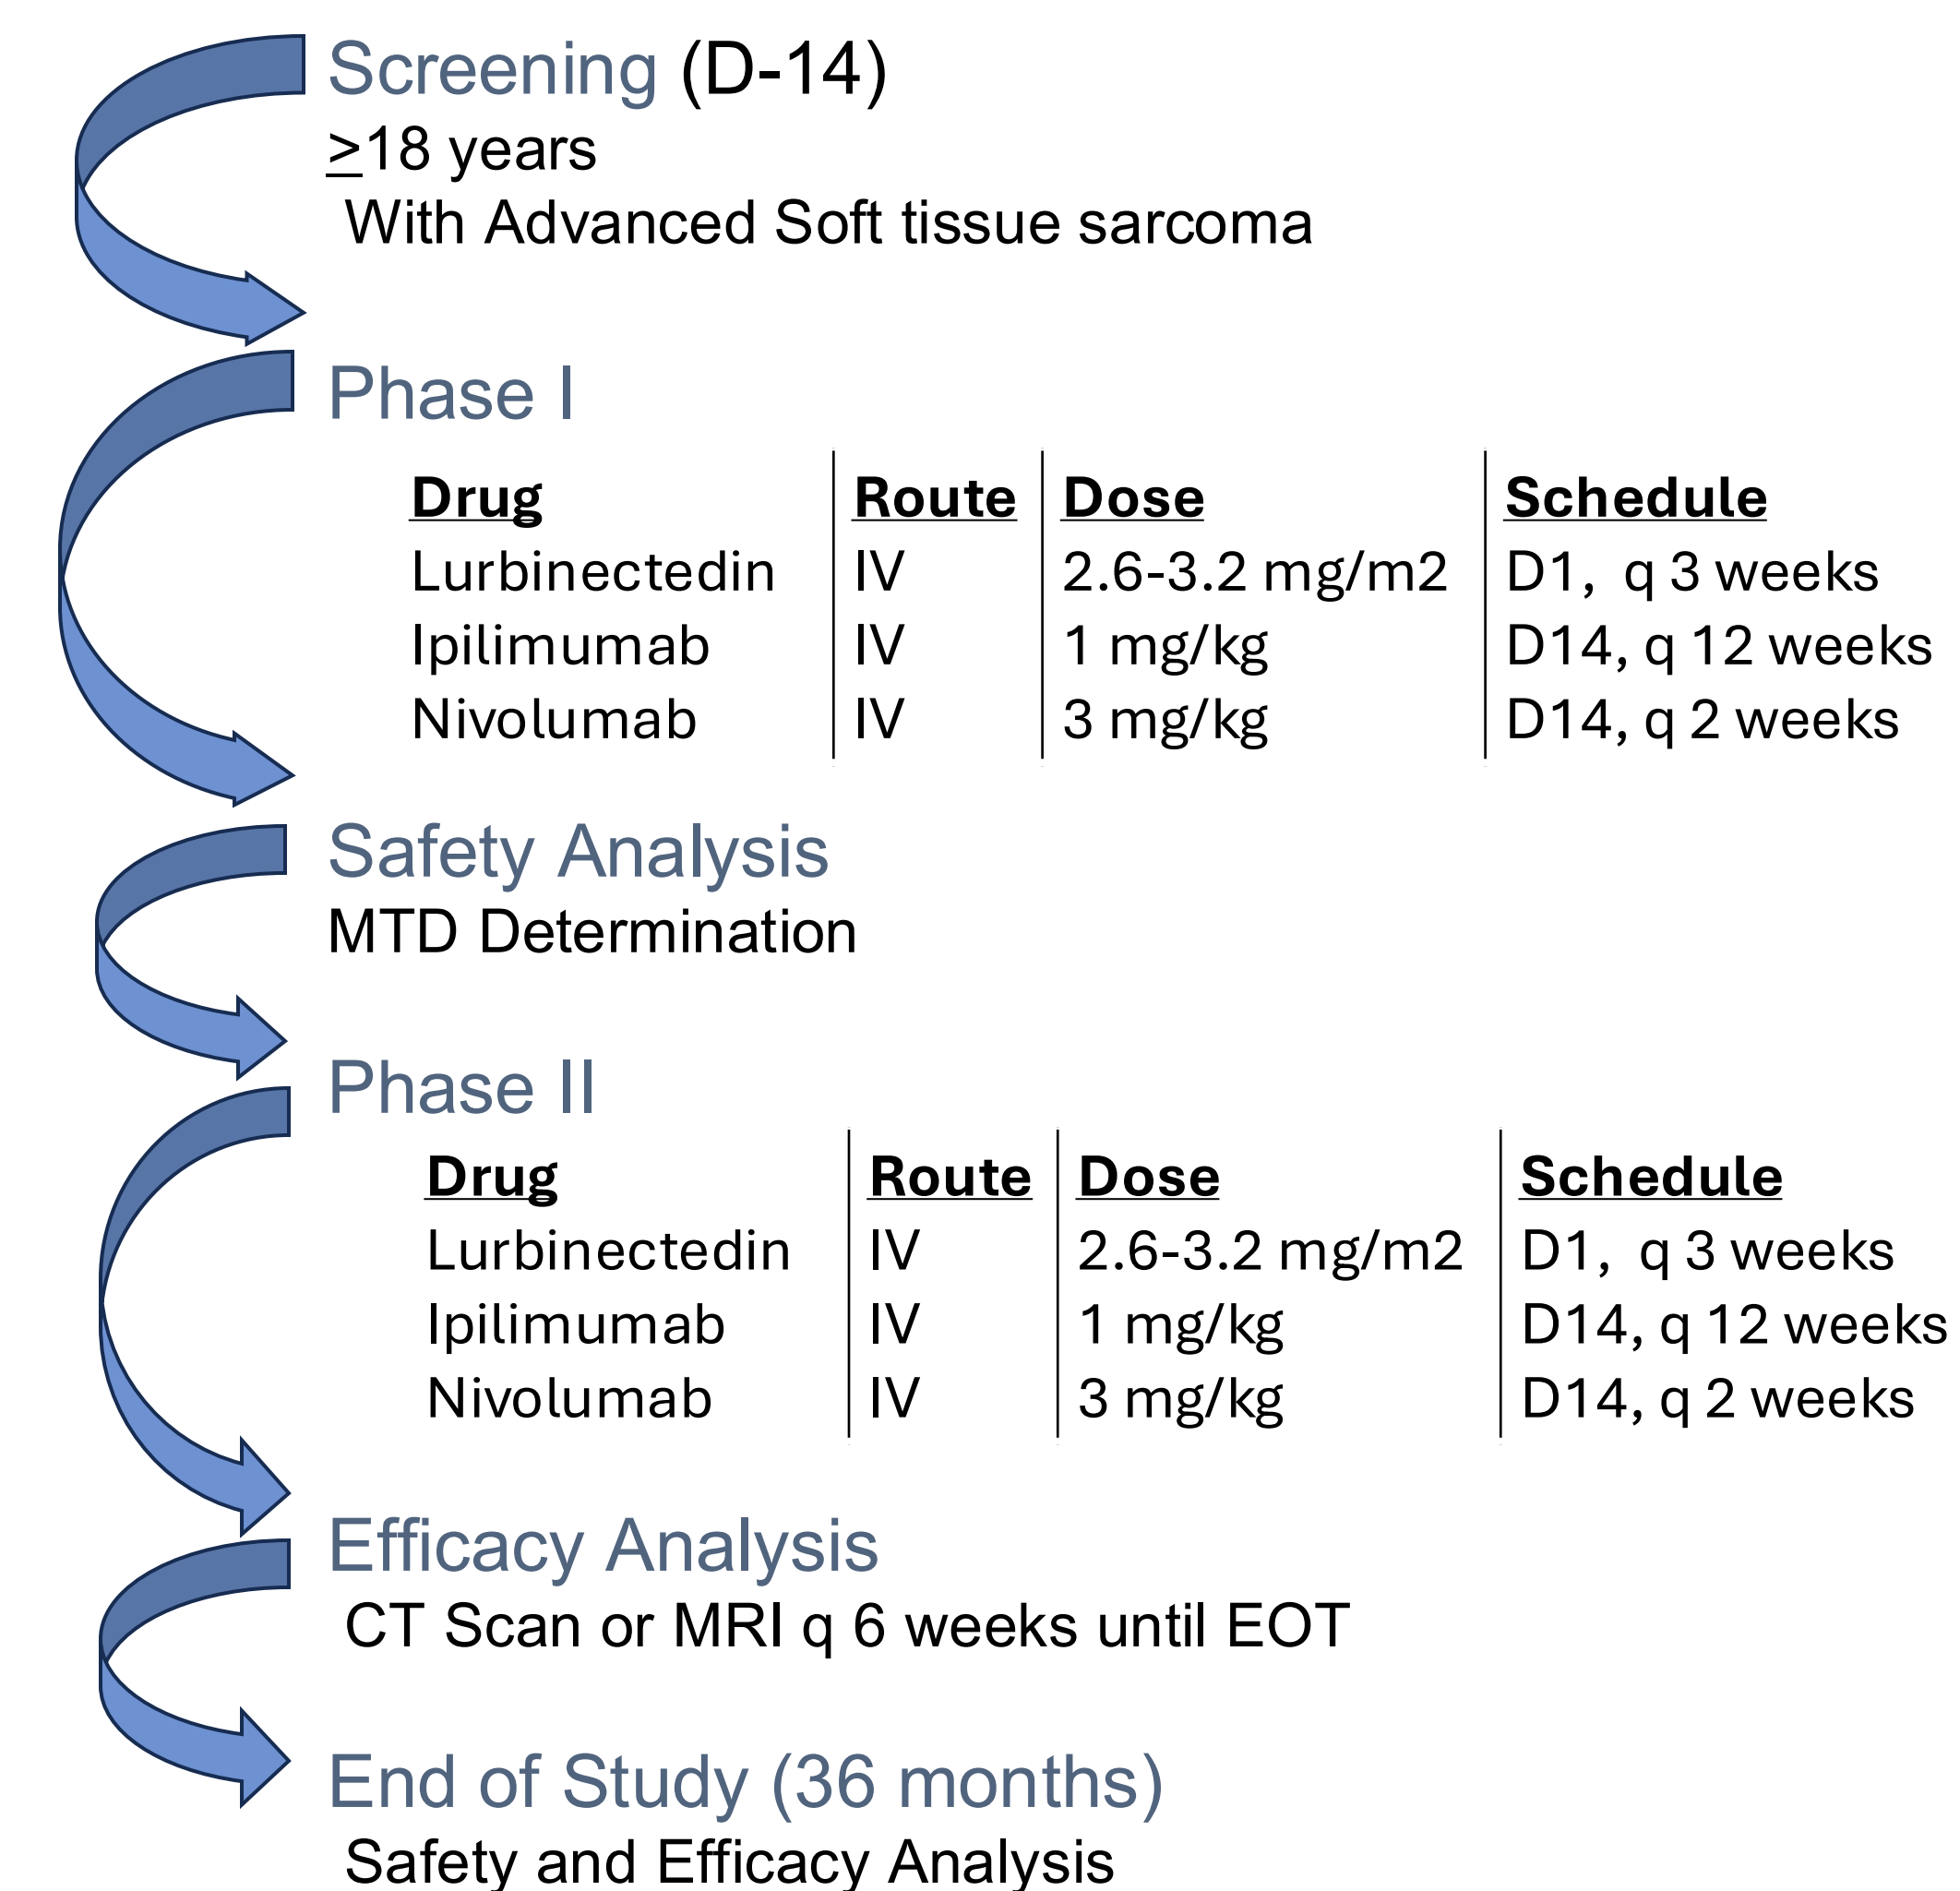 Screening (D-14)
≥18 years
With Advanced Soft tissue sarcoma
Phase I
Drug Route Dose Schedule
Lurbinectedin IV 2.6-3.2 mg/m2 D1, q 3 weeks
Ipilimumab IV 1 mg/kg D14, q 12 weeks
Nivolumab IV 3 mg/kg D14, q 2 weeks
Safety Analysis
MTD Determination
Phase II
Drug Route Dose Schedule
Lurbinectedin IV 2.6-3.2 mg/m2 D1, q 3 weeks
Ipilimumab IV 1 mg/kg D14, q 12 weeks
Nivolumab IV 3 mg/kg D14, q 2 weeks
Efficacy Analysis
CT Scan or MRI q 6 weeks until EOT
End of Study (36 months)
Safety and Efficacy Analysis